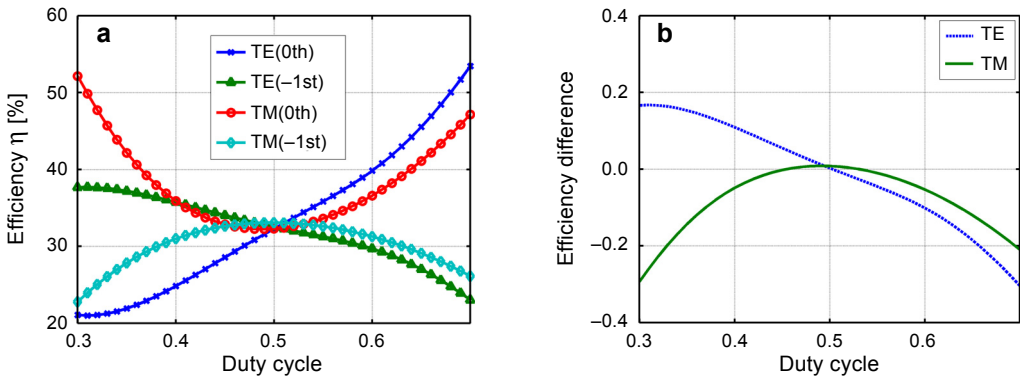 a
Efficiency η [%]
60
50
40
30
20
0.3
0.4
0.5
0.6
Duty cycle
TE(0th)
TE(–1st)
TM(0th)
TM(–1st)
b
Efficiency difference
0.4
0.2
0.0
–0.2
–0.4
0.3
0.4
0.5
0.6
Duty cycle
TE
TM